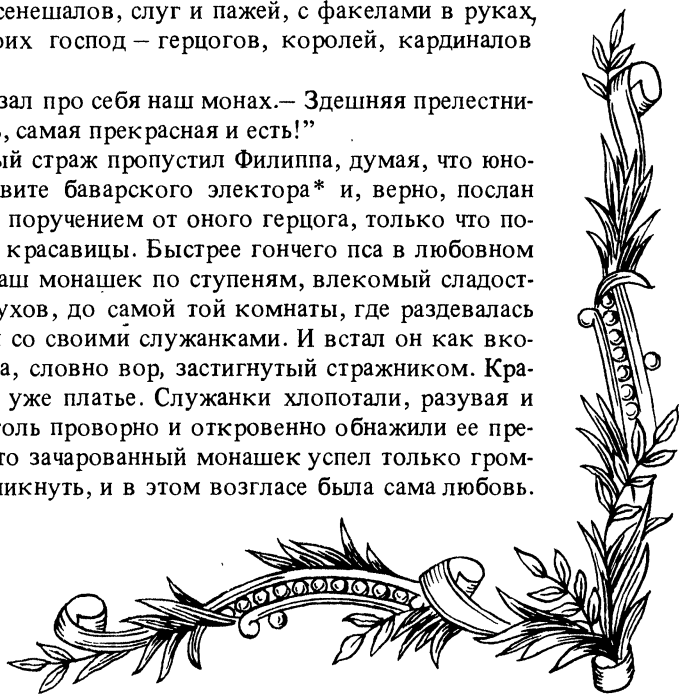 сенешалов, слуг и пажей, с факелами в руках,
оих господ – герцогов, королей, кардиналов
зал про себя наш монах.– Здешняя прелестни-
, самая прекрасная и есть!”
ый страж пропустил Филиппа, думая, что юно-
вите баварского электора* и, верно, послан
поручением от оного герцога, только что по-
красавицы. Быстрее гончего пса в любовном
аш монашек по ступеням, влекомый сладост-
ухов, до самой той комнаты, где раздевалась
со своими служанками. И встал он как вко-
а, словно вор, застигнутый стражником. Кра-
уже платье. Служанки хлопотали, разувая и
толь проворно и откровенно обнажили ее пре-
то зачарованный монашек успел только гром-
икнуть, и в этом возгласе была сама любовь.